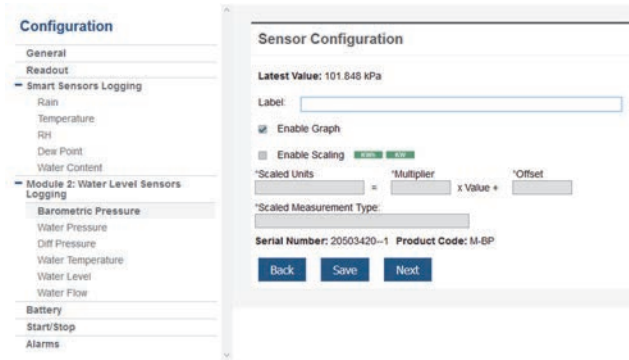 Configuration
General
Readout
Smart Sensors Logging
Rain
Temperature
RH
Dew Point
Water Content
Module 2: Water Level Sensors
Logging
Barometric Pressure
Water Pressure
Diff Pressure
Water Temperature
Water Level
Water Flow
Battery
Start/Stop
Alarms
Sensor Configuration
Latest Value: 101.848 kPa
Label:
Enable Graph
Enable Scaling KWh KW
*Scaled Units *Multiplier *Offset
= x Value +
*Scaled Measurement Type:
Serial Number: 20503420--1 Product Code: M-BP
Back Save Next